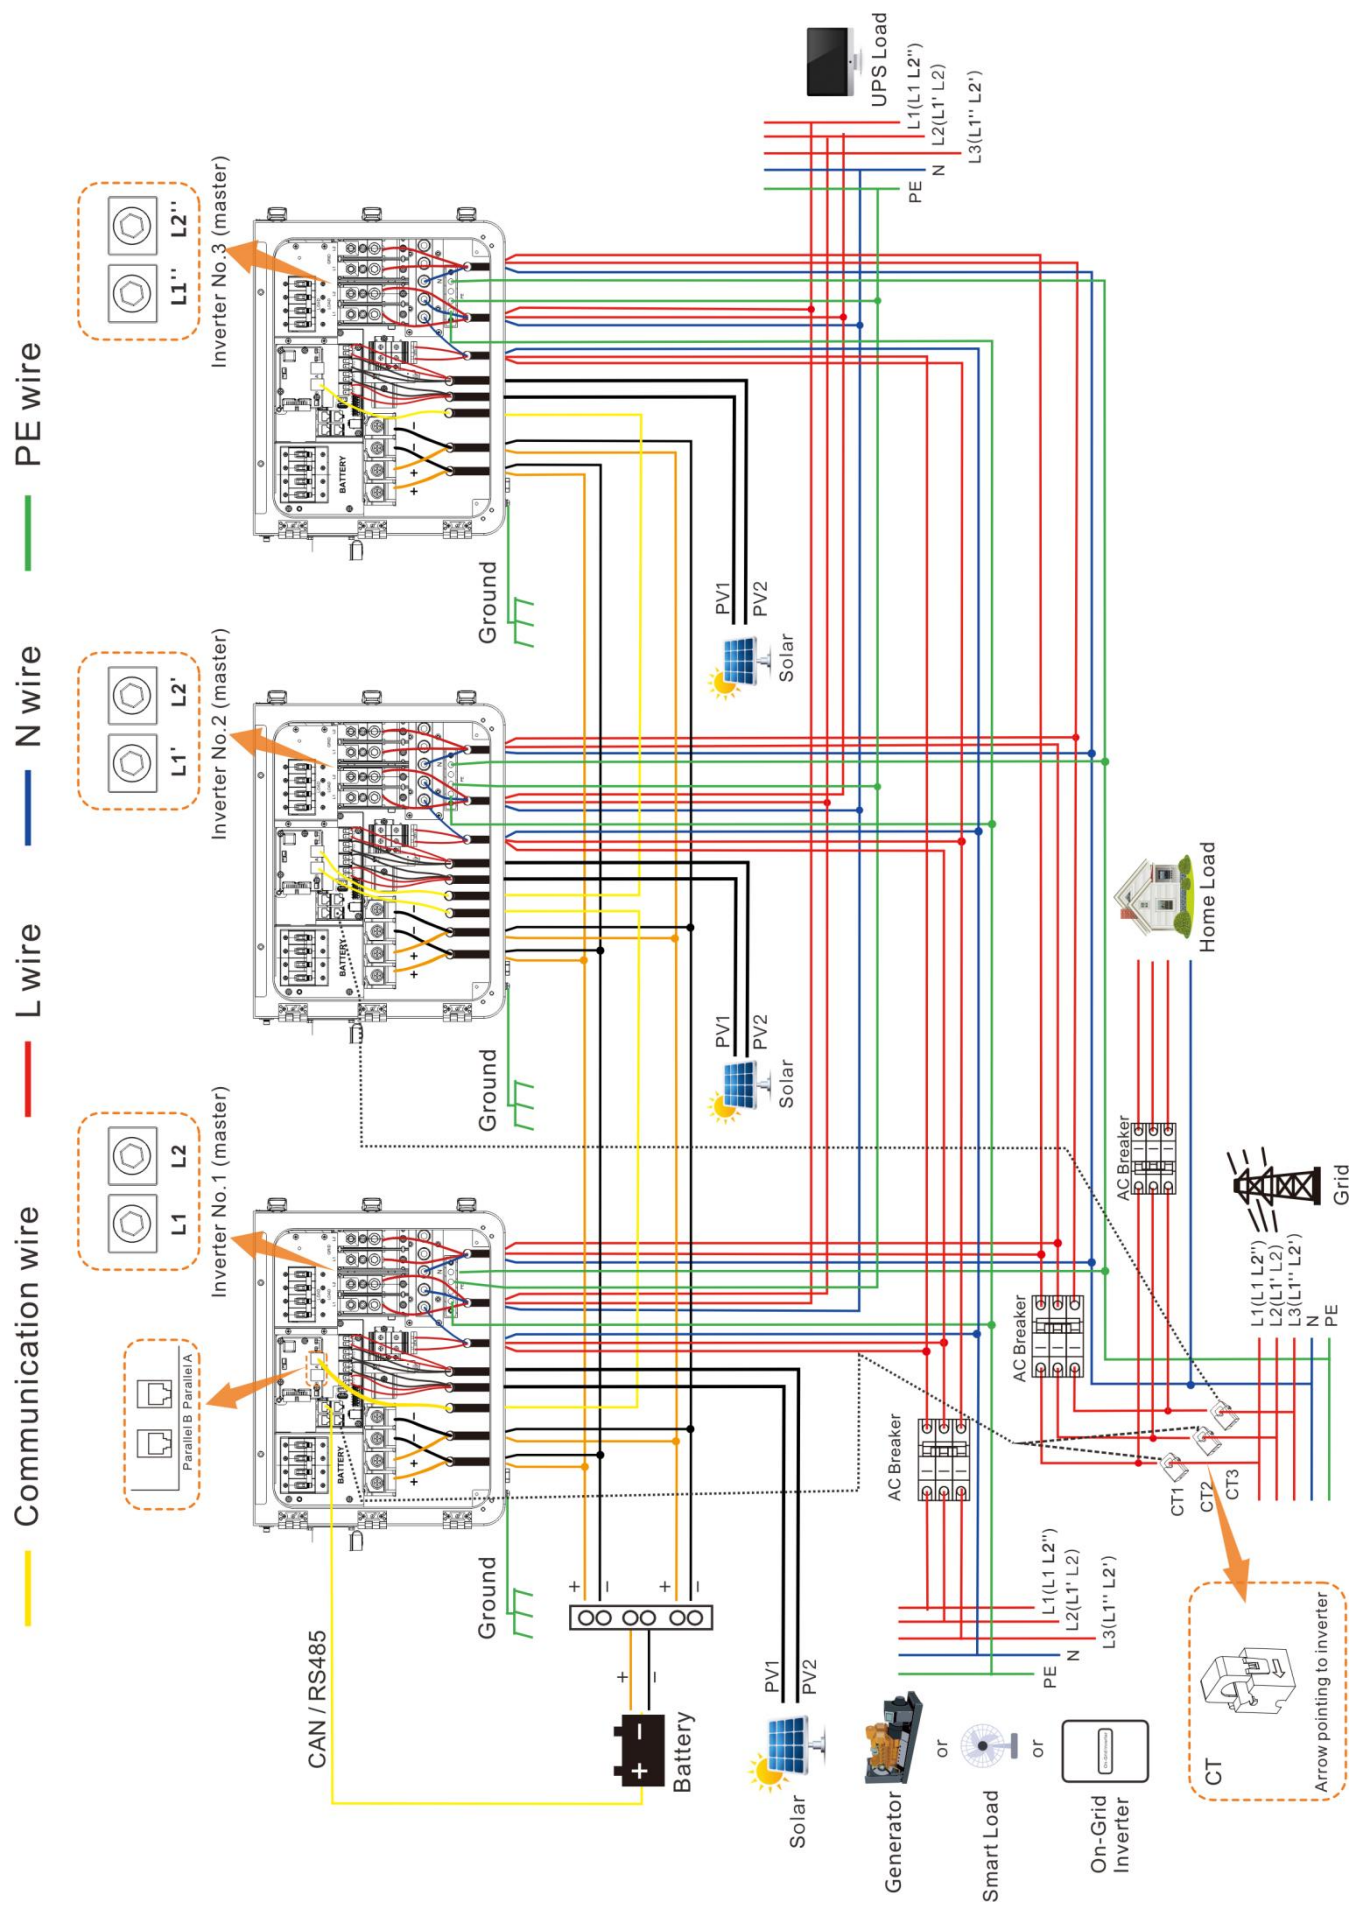 Communication wire
L wire
N wire
PE wire
Parallel B
Parallel A
L1
L2
Inverter No.1 (master)
L1'
L2'
Inverter No.2 (master)
L1''
L2''
Inverter No.3 (master)
BATTERY
+ + - -
BATTERY
+ + - -
BATTERY
+ + - -
CAN / RS485
Ground
Ground
Ground
+
-
+
-
+
-
Battery
PV1
PV2
Solar
PV1
PV2
Solar
PV1
PV2
Solar
UPS Load
L1(L1 L2'')
L2(L1' L2)
L3(L1'' L2')
N
PE
Generator
or
Smart Load
or
On-Grid
Inverter
L1(L1 L2'')
L2(L1' L2)
L3(L1'' L2')
N
PE
AC Breaker
AC Breaker
AC Breaker
Home Load
Grid
L1(L1 L2'')
L2(L1' L2)
L3(L1'' L2')
N
PE
CT1
CT2
CT3
CT
Arrow pointing to inverter